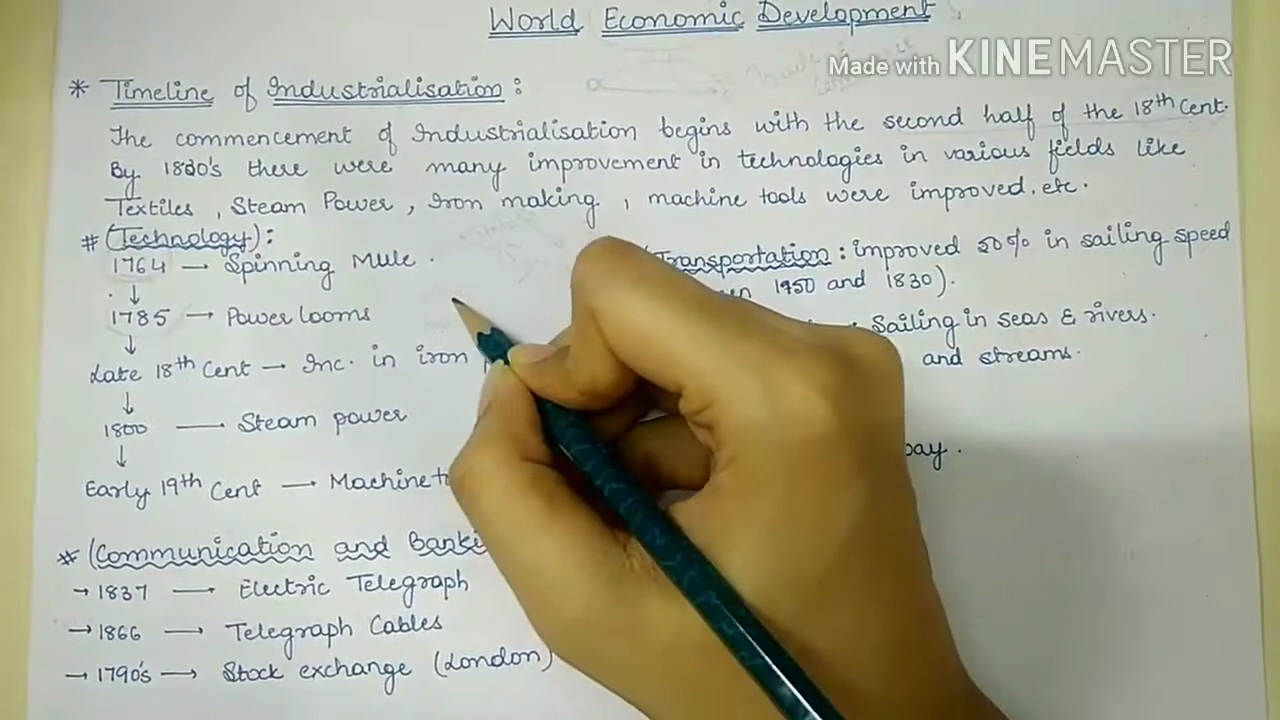 World Economic Development
Made with KINEMASTER
* Timeline of Industrialisation :
The commencement of Industrialisation begins with the second half of the 18th Cent.
By 1830's there were many improvement in technologies in various fields like
Textiles, Steam Power, Iron making, machine tools were improved. etc.
# (Technology) :
1764 — Spinning Mule.
↓
1785 → Power looms
↓
Late 18th Cent — Inc. in iron
↓
1800 — Steam power
↓
Early 19th Cent → Machine
# (Communication and
→ 1837 — Electric Telegraph
→ 1866 → Telegraph Cables
→ 1790's → Stock exchange (London)
(Transportation : improved 50% in sailing speed
1750 and 1830).
Sailing in seas & rivers.
and streams.